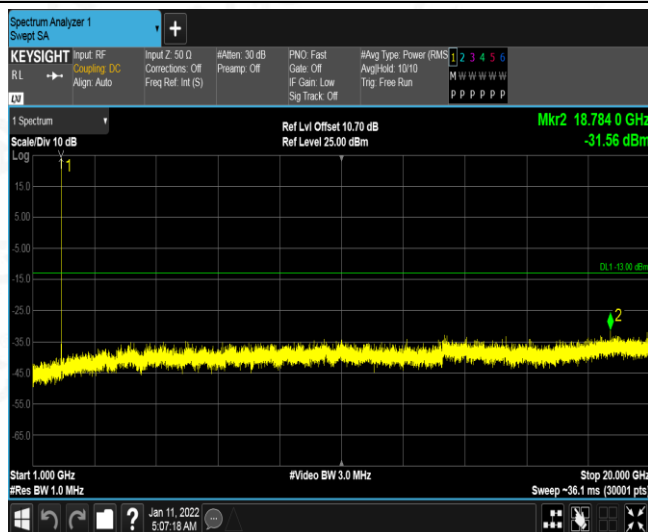 Spectrum Analyzer 1
Swept SA
KEYSIGHT
RL
LXI
Input: RF
Coupling: DC
Align: Auto
Input Z: 50 Ω
Corrections: Off
Freq Ref: Int (S)
#Atten: 30 dB
Preamp: Off
PNO: Fast
Gate: Off
IF Gain: Low
Sig Track: Off
#Avg Type: Power (RMS
Avg|Hold: 10/10
Trig: Free Run
1 2 3 4 5 6
M W W W W W
P P P P P P
1 Spectrum
Scale/Div 10 dB
Log
Ref Lvl Offset 10.70 dB
Ref Level 25.00 dBm
Mkr2 18.784 0 GHz
-31.56 dBm
1
15.0
5.00
-5.00
-15.0
DL1 -13.00 dBm
-25.0
2
-35.0
-45.0
-55.0
-65.0
Start 1.000 GHz
#Res BW 1.0 MHz
#Video BW 3.0 MHz
Stop 20.000 GHz
Sweep ~36.1 ms (30001 pts)
?
Jan 11, 2022
5:07:18 AM